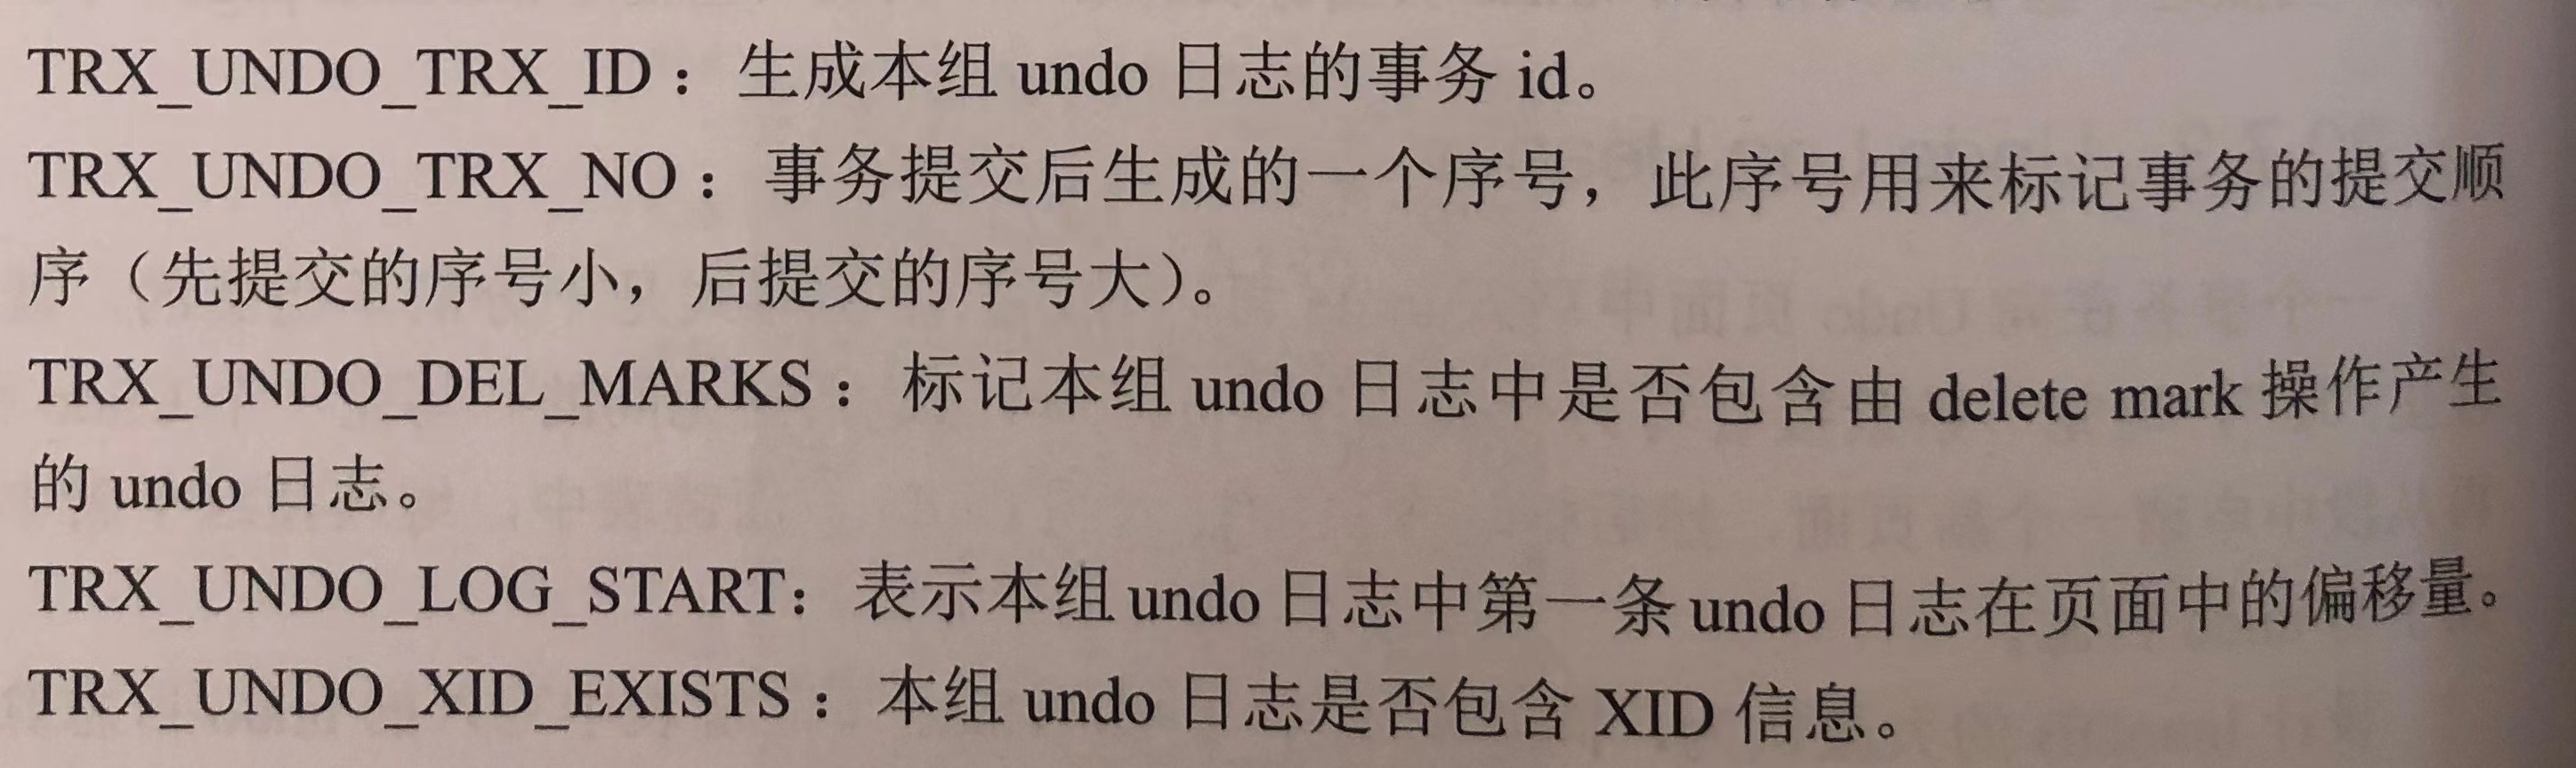 TRX_UNDO_TRX_ID：生成本组 undo 日志的事务 id。
TRX_UNDO_TRX_NO：事务提交后生成的一个序号，此序号用来标记事务的提交顺
序（先提交的序号小，后提交的序号大）。
TRX_UNDO_DEL_MARKS：标记本组 undo 日志中是否包含由 delete mark 操作产生
的 undo 日志。
TRX_UNDO_LOG_START：表示本组 undo 日志中第一条 undo 日志在页面中的偏移量。
TRX_UNDO_XID_EXISTS：本组 undo 日志是否包含 XID 信息。